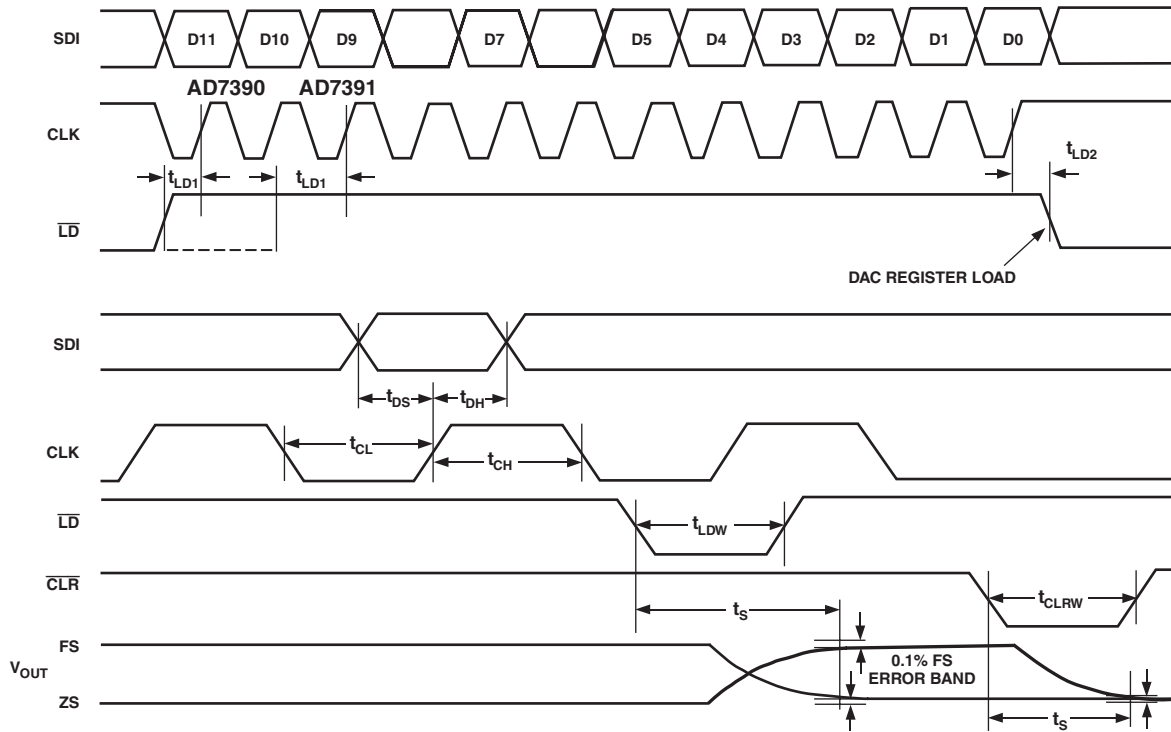 SDI D11 D10 D9 D7 D5 D4 D3 D2 D1 D0
AD7390 AD7391
CLK
tLD1 tLD1 tLD2
LD
DAC REGISTER LOAD
SDI
tDS tDH
CLK tCL tCH
LD tLDW
CLR tCLRW
tS
FS
VOUT
0.1% FS
ERROR BAND
ZS
tS